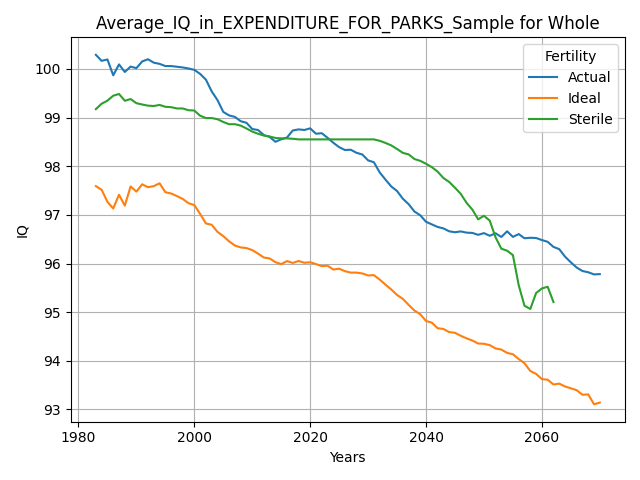 Average_IQ_in_EXPENDITURE_FOR_PARKS_Sample for Whole
Fertility
Actual
Ideal
Sterile
IQ
100
99
98
97
96
95
94
93
1980
2000
2020
2040
2060
Years